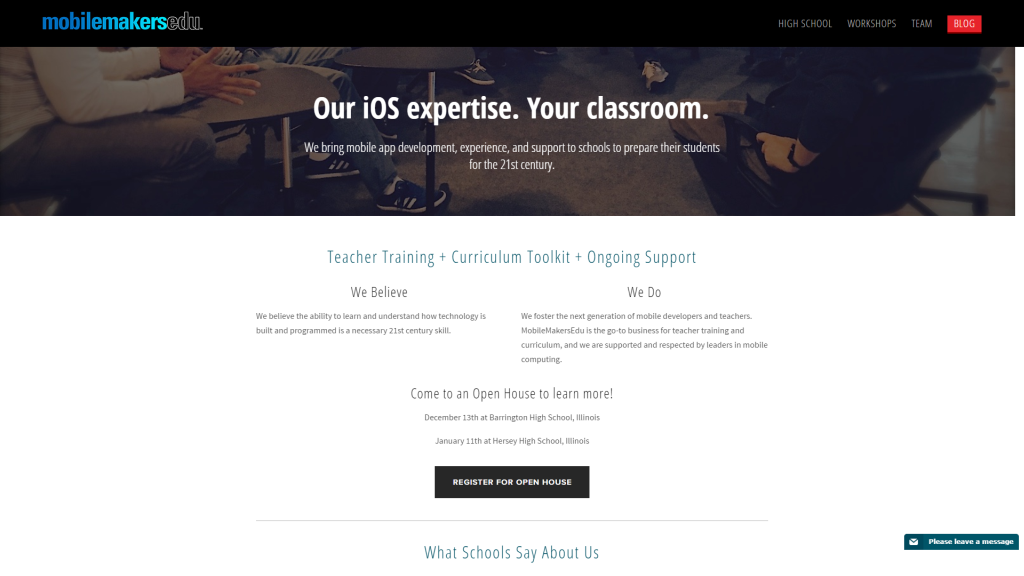 mobilemakersedu
HIGH SCHOOL WORKSHOPS TEAM BLOG
Our iOS expertise. Your classroom.
We bring mobile app development, experience, and support to schools to prepare their students
for the 21st century.
Teacher Training + Curriculum Toolkit + Ongoing Support
We Believe
We believe the ability to learn and understand how technology is
built and programmed is a necessary 21st century skill.
We Do
We foster the next generation of mobile developers and teachers.
MobileMakersEdu is the go-to business for teacher training and
curriculum, and we are supported and respected by leaders in mobile
computing.
Come to an Open House to learn more!
December 13th at Barrington High School, Illinois
January 11th at Hersey High School, Illinois
REGISTER FOR OPEN HOUSE
What Schools Say About Us
Please leave a message